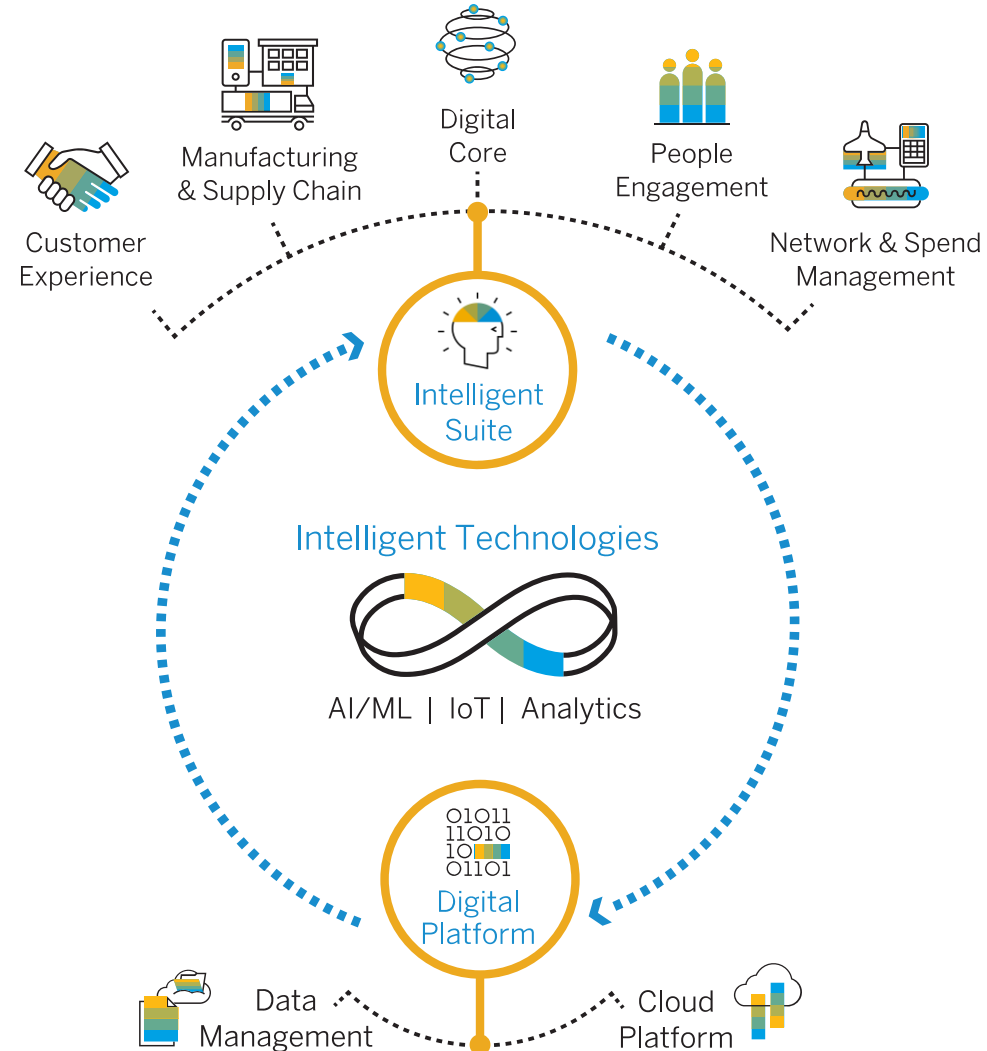 Digital
Core
Manufacturing
& Supply Chain
People
Engagement
Customer
Experience
Network & Spend
Management
Intelligent
Suite
Intelligent Technologies
AI/ML | IoT | Analytics
01011
11010
10
01101
Digital
Platform
Data
Management
Cloud
Platform